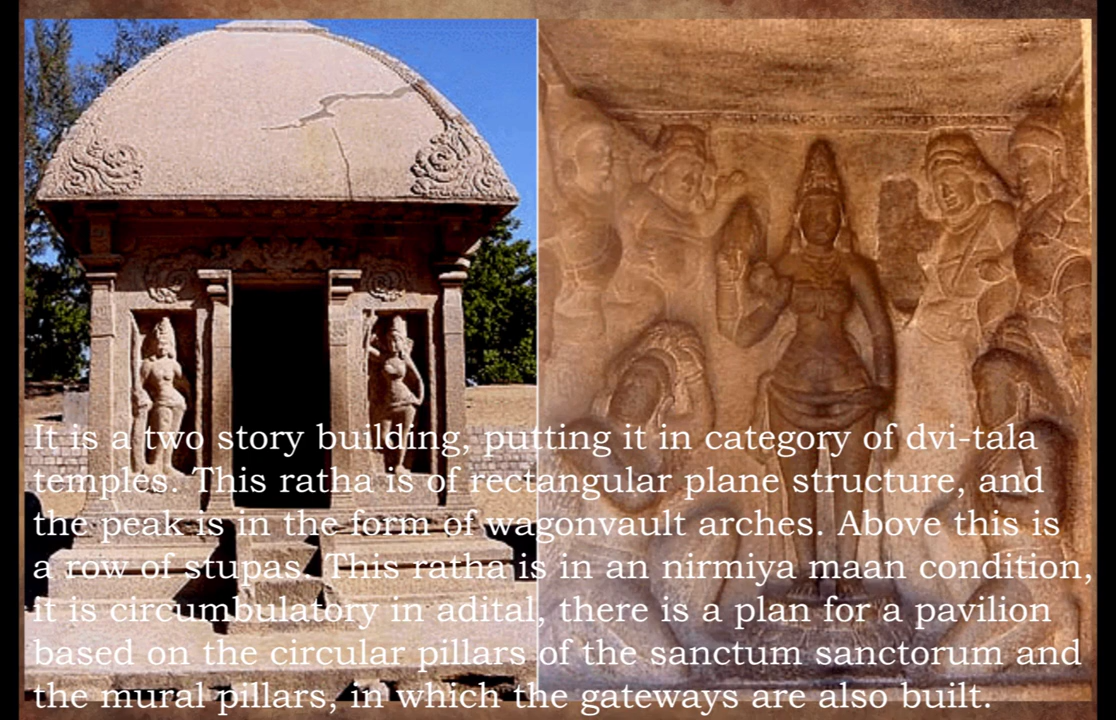 It is a two story building, putting it in category of dvi-tala
temples. This ratha is of rectangular plane structure, and
the peak is in the form of wagonvault arches. Above this is
a row of stupas. This ratha is in an nirmiya maan condition,
it is circumbulatory in adital, there is a plan for a pavilion
based on the circular pillars of the sanctum sanctorum and
the mural pillars, in which the gateways are also built.